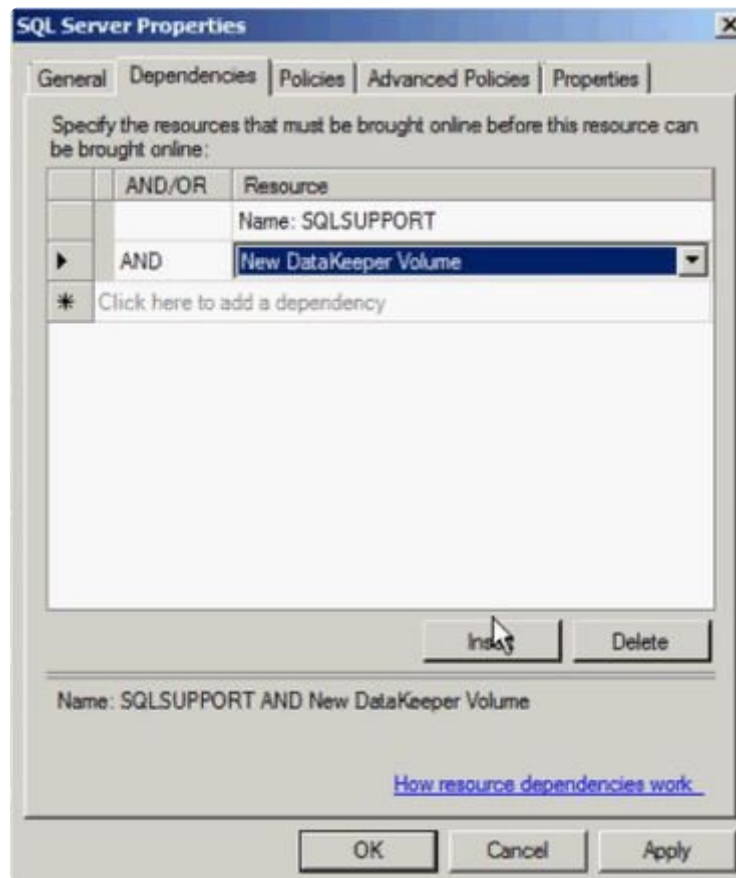 SQL Server Properties
General Dependencies Policies Advanced Policies Properties
Specify the resources that must be brought online before this resource can
be brought online:
AND/OR Resource
Name: SQLSUPPORT
AND New DataKeeper Volume
Click here to add a dependency
Insert Delete
Name: SQLSUPPORT AND New DataKeeper Volume
How resource dependencies work
OK Cancel Apply